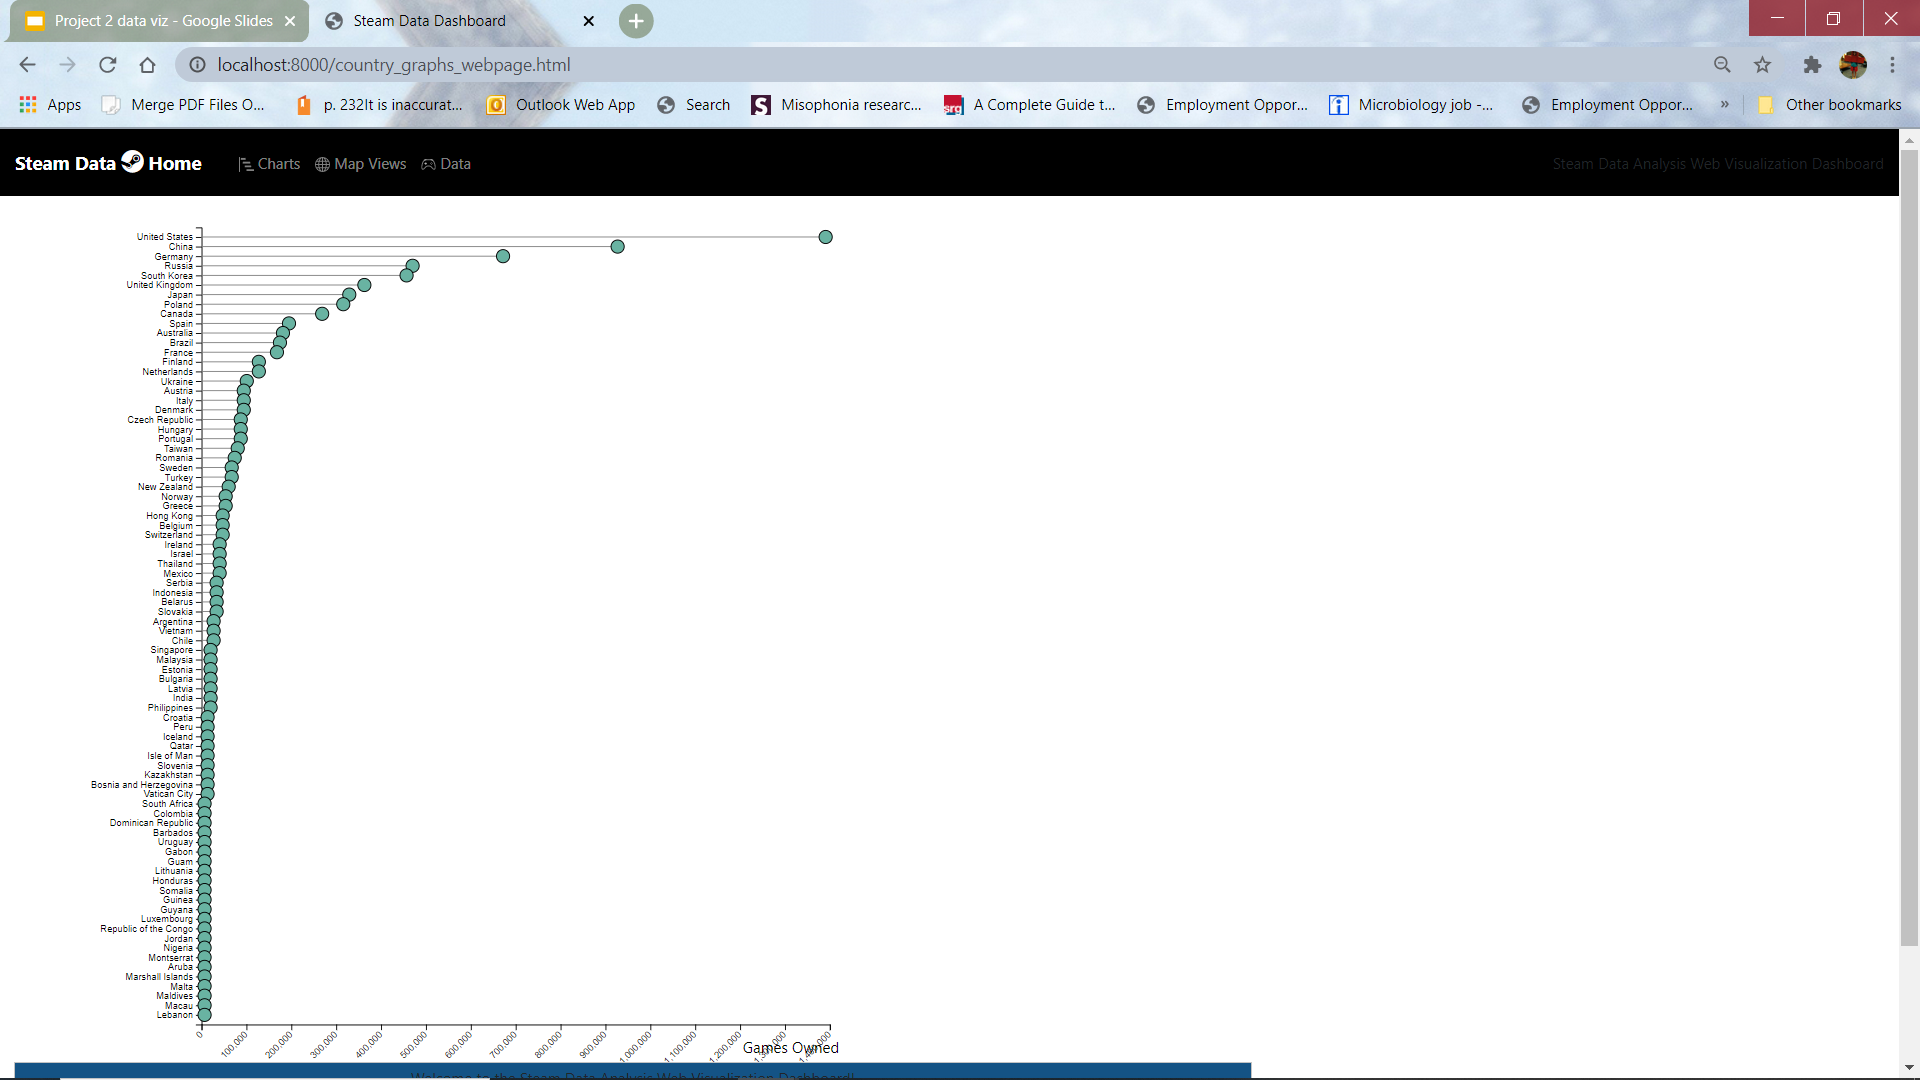 Project 2 data viz - Google Slides
Steam Data Dashboard
localhost:8000/country_graphs_webpage.html
Apps
Merge PDF Files O...
p. 232It is inaccurat...
Outlook Web App
Search
Misophonia researc...
A Complete Guide t...
Employment Oppor...
Microbiology job -...
Employment Oppor...
»
Other bookmarks
Steam Data Home
Charts
Map Views
Data
Steam Data Analysis Web Visualization Dashboard
United States
China
Germany
Russia
South Korea
United Kingdom
Japan
Poland
Canada
Spain
Australia
Brazil
France
Finland
Netherlands
Ukraine
Austria
Italy
Denmark
Czech Republic
Hungary
Portugal
Taiwan
Romania
Sweden
Turkey
New Zealand
Norway
Greece
Hong Kong
Belgium
Switzerland
Ireland
Israel
Thailand
Mexico
Serbia
Indonesia
Belarus
Slovakia
Argentina
Vietnam
Chile
Singapore
Malaysia
Estonia
Bulgaria
Latvia
India
Philippines
Croatia
Peru
Iceland
Qatar
Isle of Man
Slovenia
Kazakhstan
Bosnia and Herzegovina
Vatican City
South Africa
Colombia
Dominican Republic
Barbados
Uruguay
Gabon
Guam
Lithuania
Honduras
Somalia
Guinea
Guyana
Luxembourg
Republic of the Congo
Jordan
Nigeria
Montserrat
Aruba
Marshall Islands
Malta
Maldives
Macau
Lebanon
0
100,000
200,000
300,000
400,000
500,000
600,000
700,000
800,000
900,000
1,000,000
1,100,000
1,200,000
Games Owned
Welcome to the Steam Data Analysis Web Visualization Dashboard!